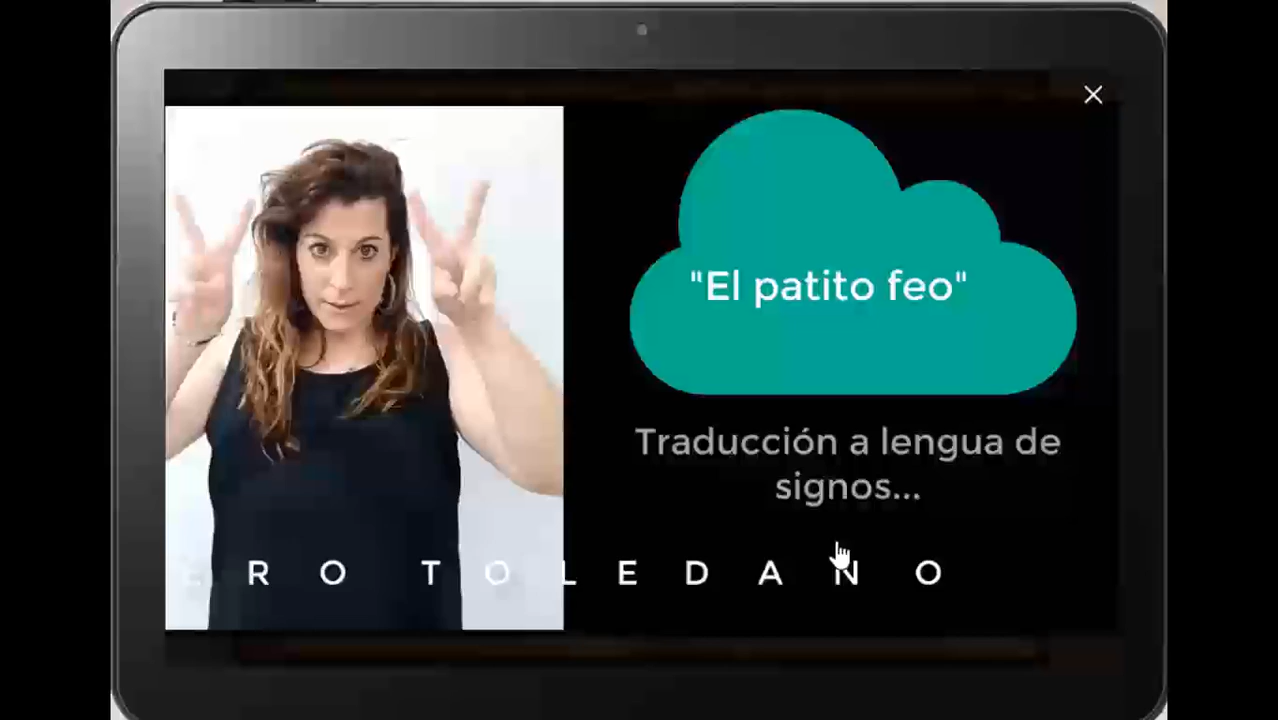 "El patito feo"
Traducción a lengua de
signos...
R O T O L E D A N O